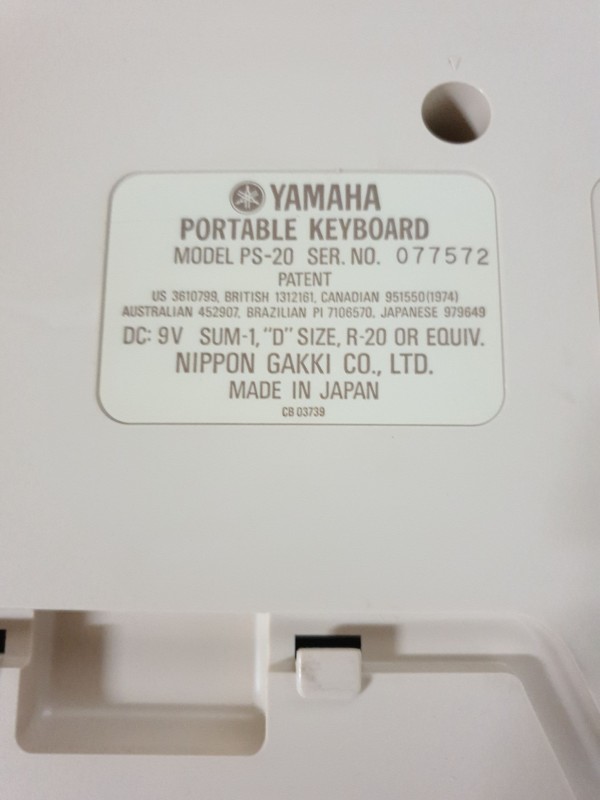 YAMAHA
PORTABLE KEYBOARD
MODEL PS-20 SER. NO. 077572
PATENT
US 3610799, BRITISH 1312161, CANADIAN 951550(1974)
AUSTRALIAN 452907, BRAZILIAN PI 7106570, JAPANESE 979649
DC: 9V SUM-1, "D" SIZE, R-20 OR EQUIV.
NIPPON GAKKI CO., LTD.
MADE IN JAPAN
CB 03739